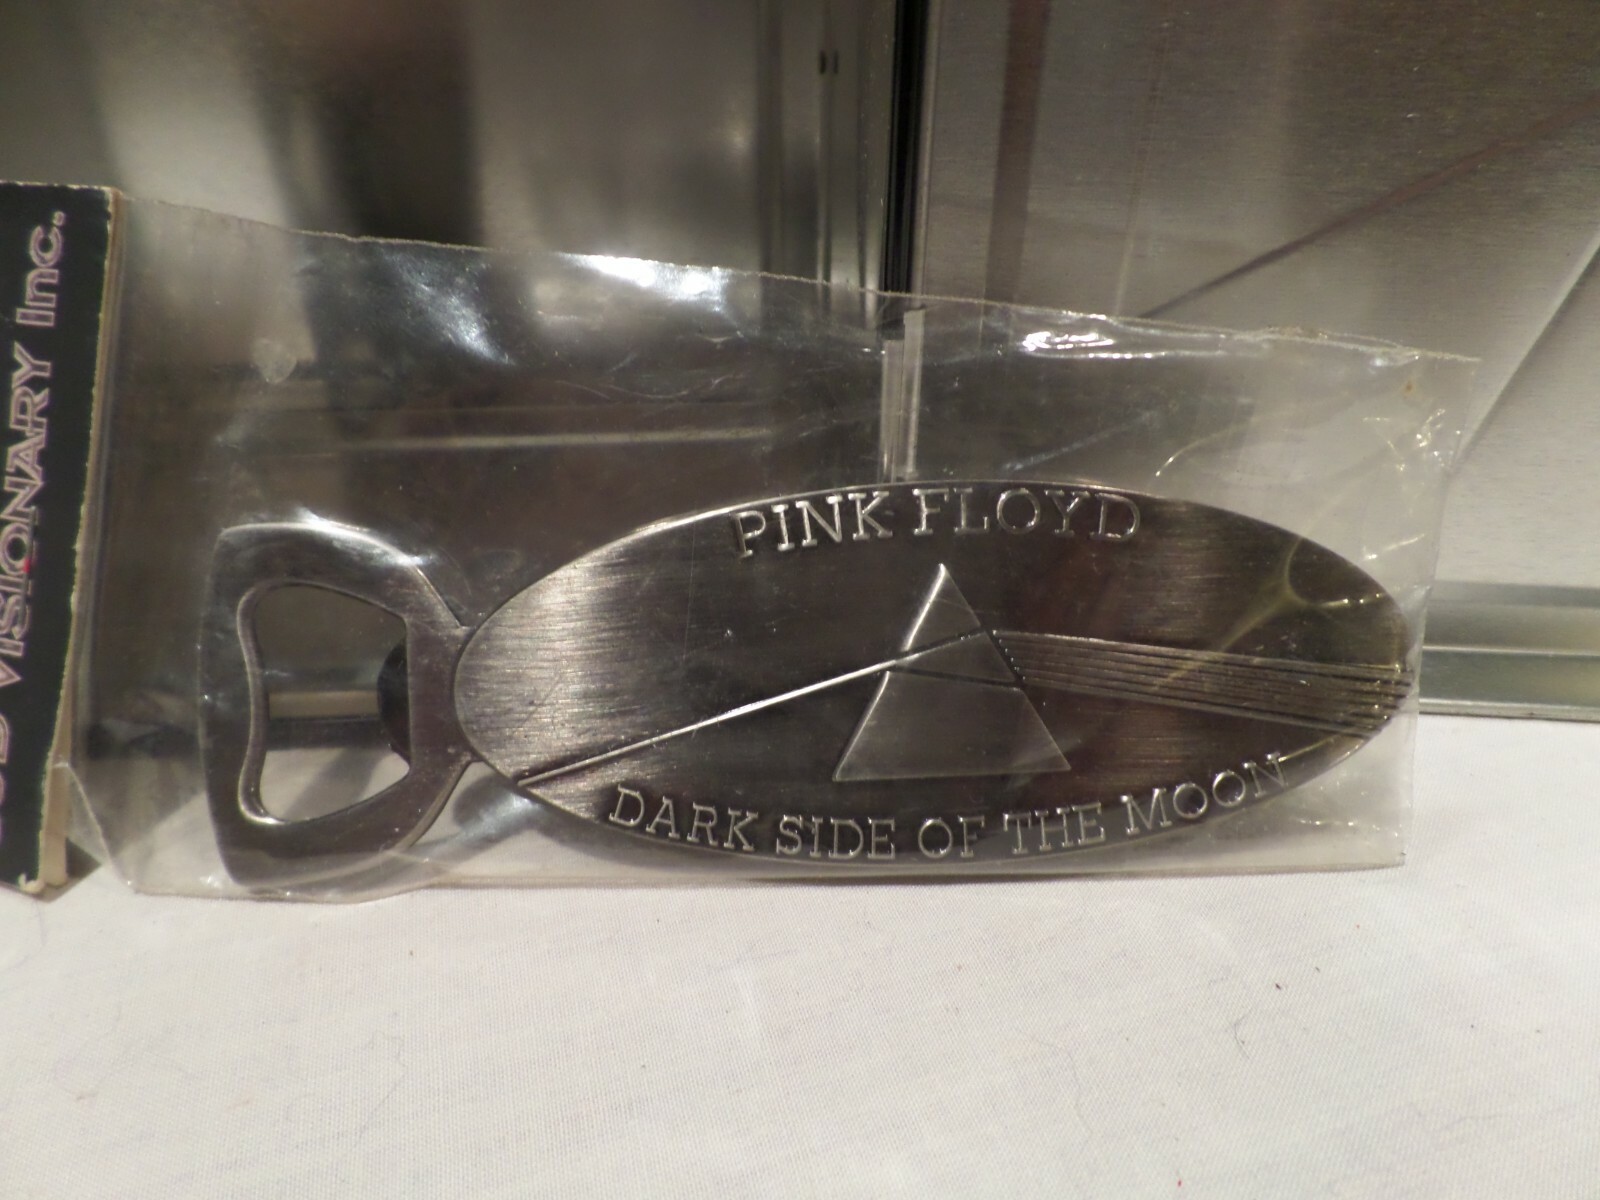 VISIONARY Inc.
PINK FLOYD
DARK SIDE OF THE MOON